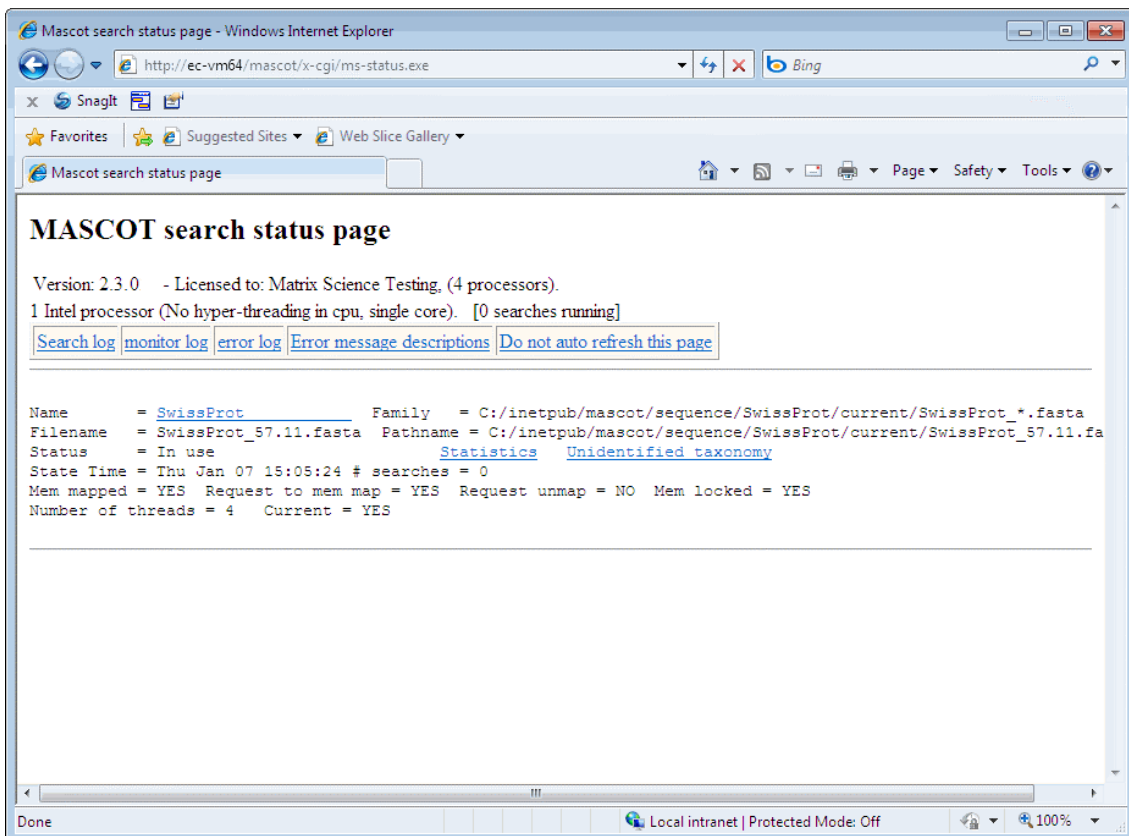 Mascot search status page - Windows Internet Explorer
http://ec-vm64/mascot/x-cgi/ms-status.exe
Bing
x SnagIt
Favorites Suggested Sites Web Slice Gallery
Mascot search status page Page Safety Tools
MASCOT search status page
Version: 2.3.0 - Licensed to: Matrix Science Testing, (4 processors).
1 Intel processor (No hyper-threading in cpu, single core). [0 searches running]
Search log monitor log error log Error message descriptions Do not auto refresh this page
Name = SwissProt Family = C:/inetpub/mascot/sequence/SwissProt/current/SwissProt_*.fasta
Filename = SwissProt_57.11.fasta Pathname = C:/inetpub/mascot/sequence/SwissProt/current/SwissProt_57.11.fa
Status = In use Statistics Unidentified taxonomy
State Time = Thu Jan 07 15:05:24 # searches = 0
Mem mapped = YES Request to mem map = YES Request unmap = NO Mem locked = YES
Number of threads = 4 Current = YES
Done Local intranet | Protected Mode: Off 100%